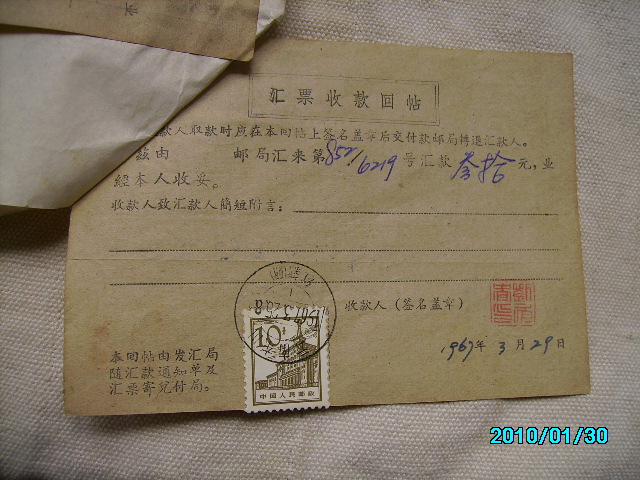 汇票收款回帖
款人收款时应在本回帖上签名盖章后交付款邮局转退汇款人。
兹由 邮局汇来第852/6219号汇款叁拾元,业
经本人收妥。
收款人致汇款人简短附言:
收款人(签名盖章)
1967年3月29日
本回帖由发汇局
随汇款通知单及
汇票寄兑付局。
10分
中国人民邮政
2010/01/30